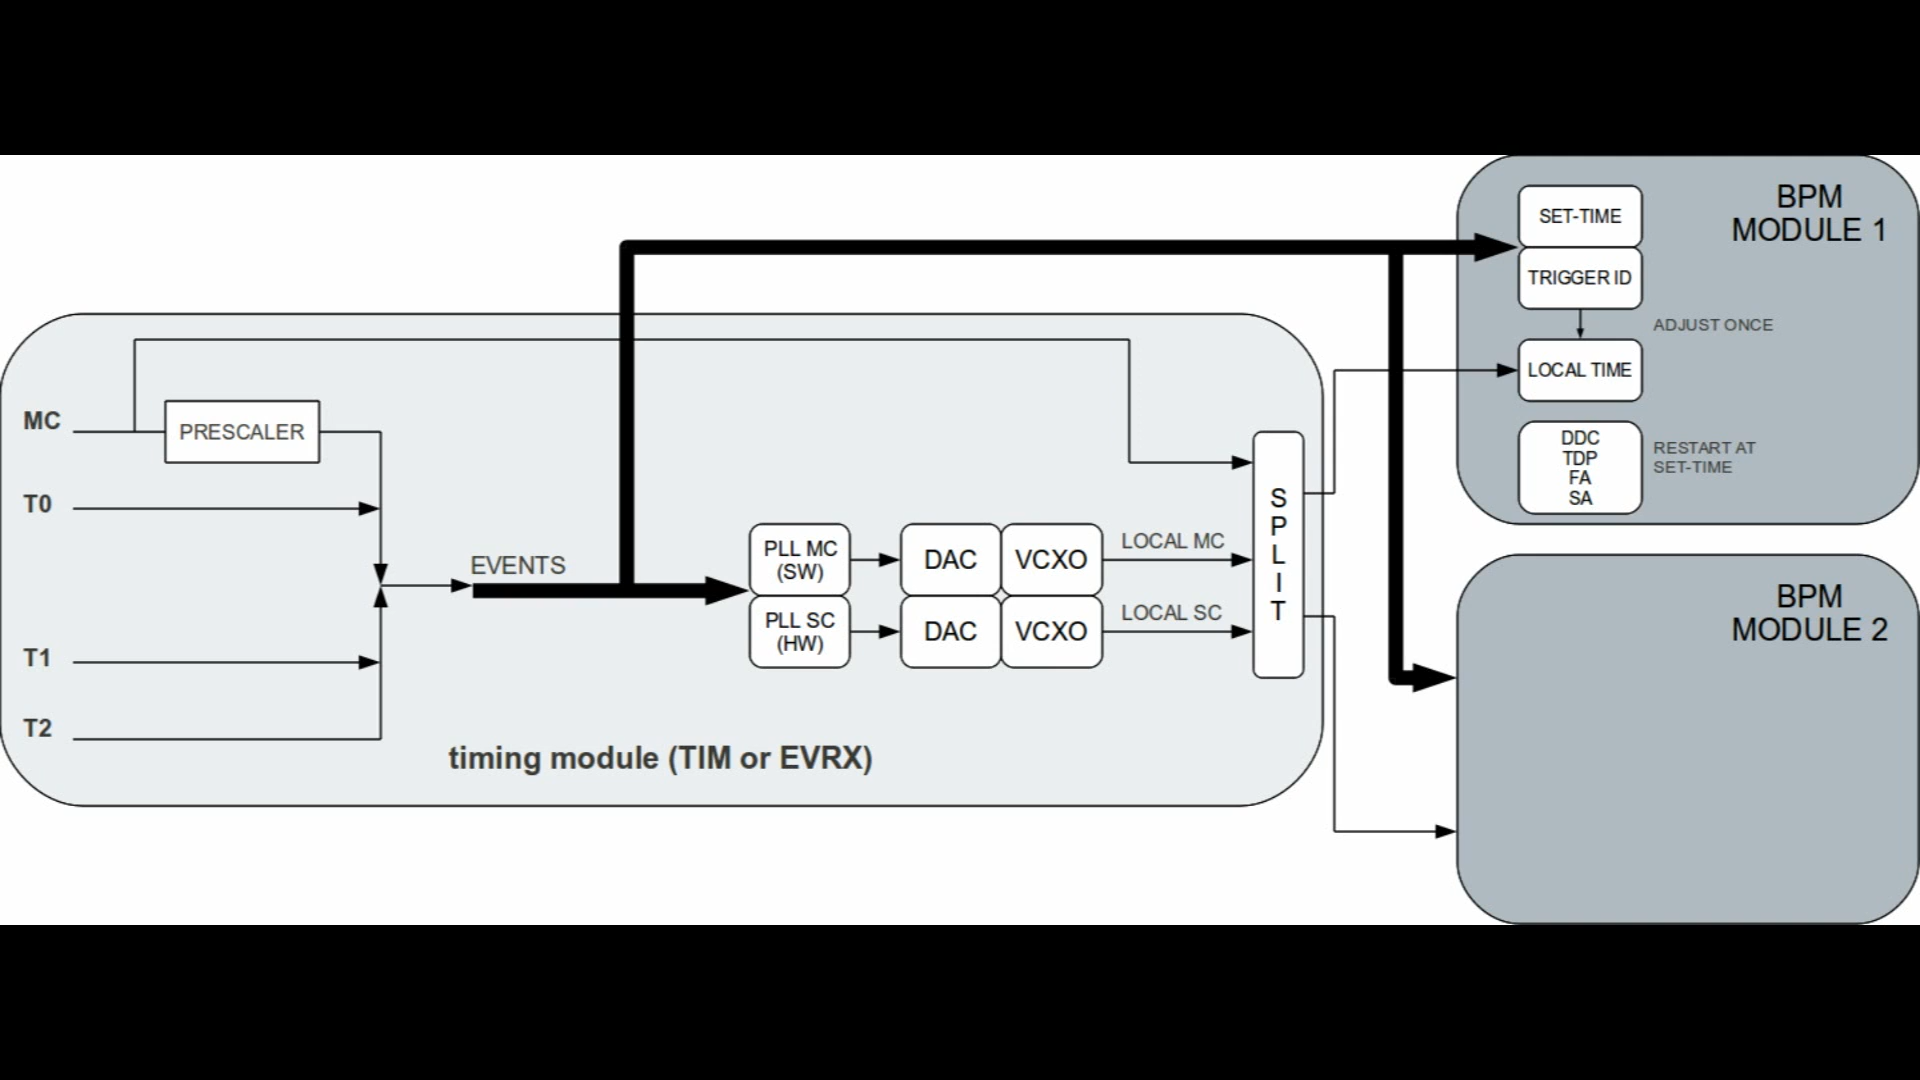 MC
PRESCALER
T0
T1
T2
EVENTS
PLL MC
(SW)
PLL SC
(HW)
DAC
VCXO
DAC
VCXO
LOCAL MC
LOCAL SC
SPLIT
timing module (TIM or EVRX)
BPM
MODULE 1
SET-TIME
TRIGGER ID
ADJUST ONCE
LOCAL TIME
DDC
TDP
FA
SA
RESTART AT
SET-TIME
BPM
MODULE 2